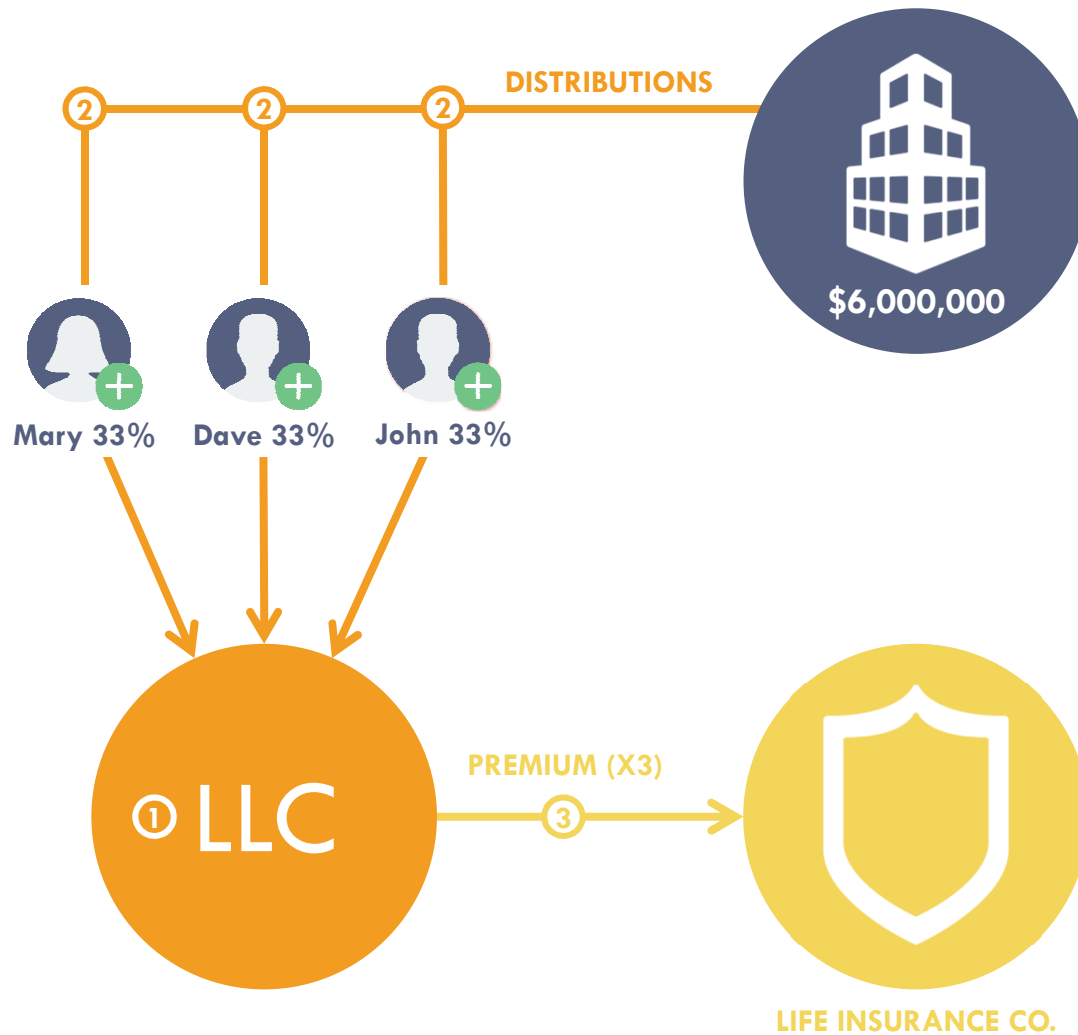 DISTRIBUTIONS
2 2 2
$6,000,000
Mary 33% Dave 33% John 33%
PREMIUM (X3)
1 LLC
3
LIFE INSURANCE CO.